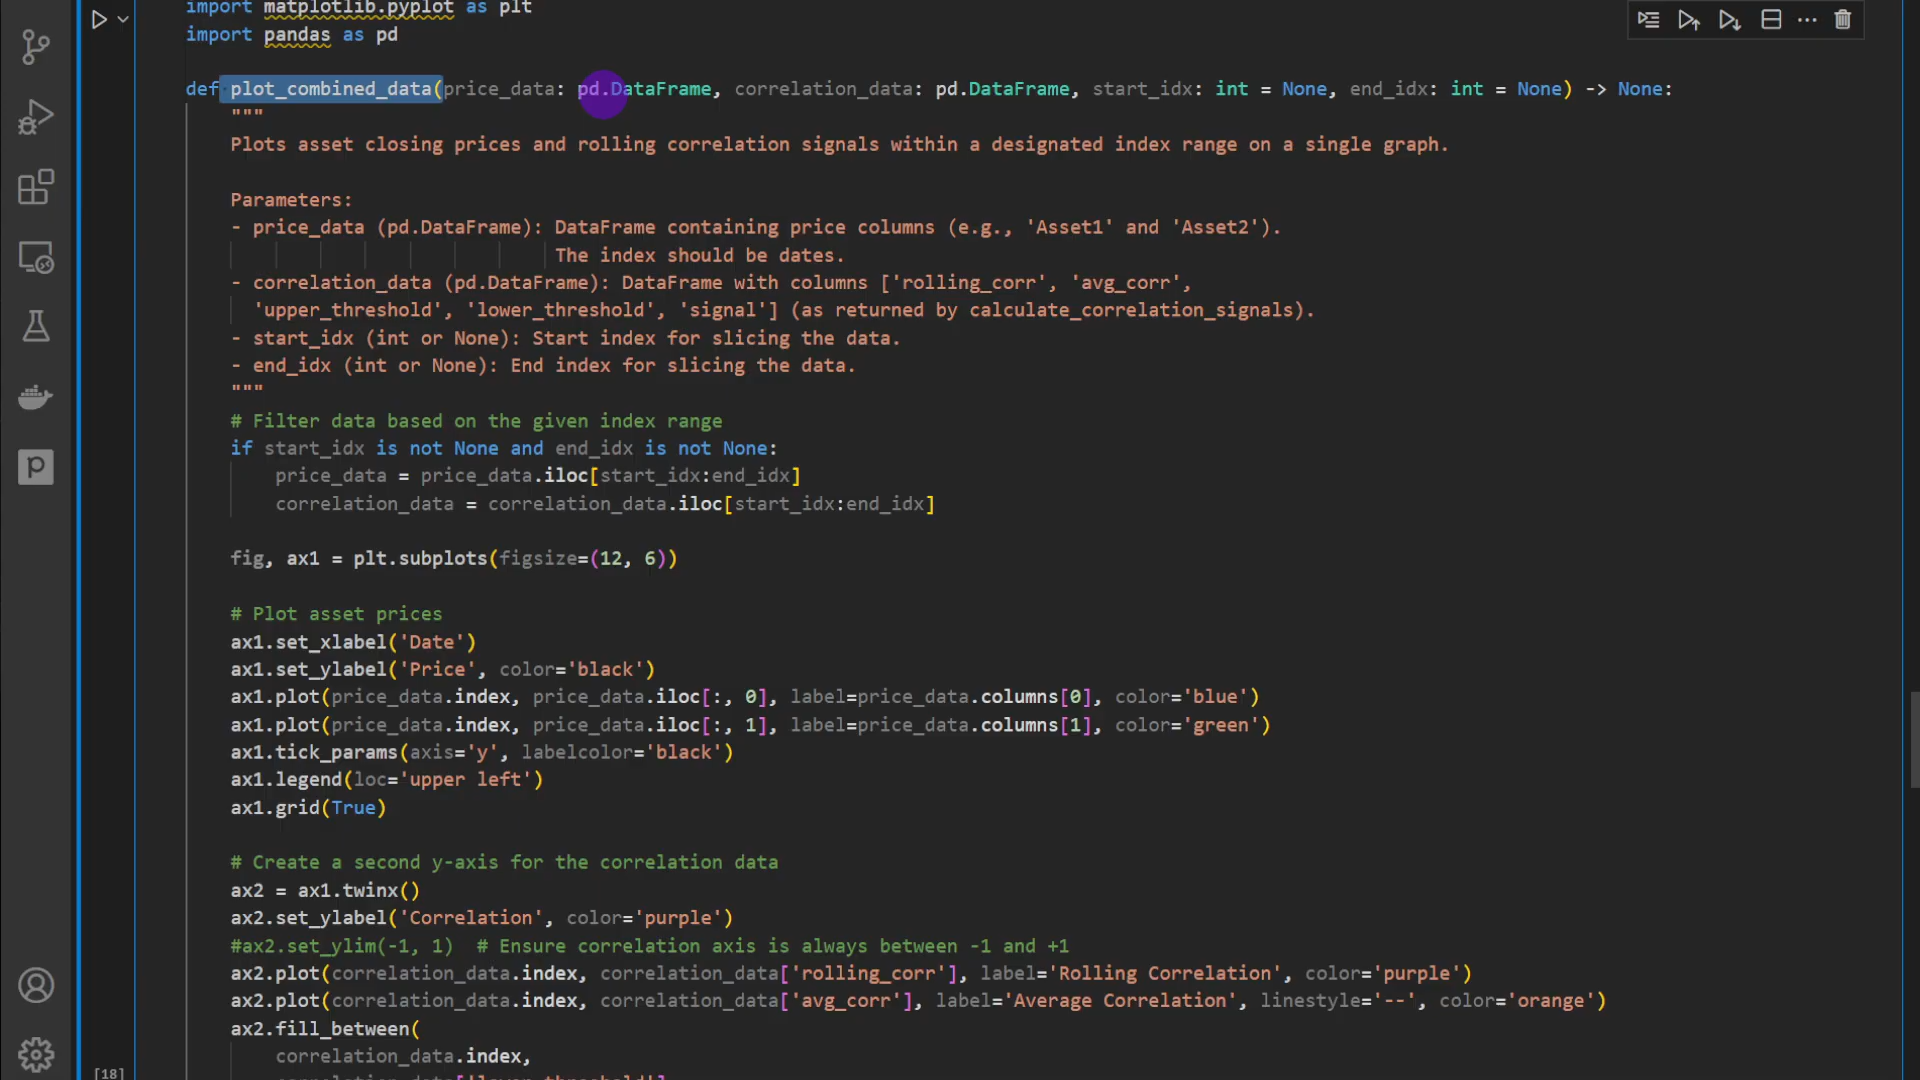 import matplotlib.pyplot as plt
import pandas as pd
def plot_combined_data(price_data: pd.DataFrame, correlation_data: pd.DataFrame, start_idx: int = None, end_idx: int = None) -> None:
"""
Plots asset closing prices and rolling correlation signals within a designated index range on a single graph.
Parameters:
- price_data (pd.DataFrame): DataFrame containing price columns (e.g., 'Asset1' and 'Asset2').
The index should be dates.
- correlation_data (pd.DataFrame): DataFrame with columns ['rolling_corr', 'avg_corr',
'upper_threshold', 'lower_threshold', 'signal'] (as returned by calculate_correlation_signals).
- start_idx (int or None): Start index for slicing the data.
- end_idx (int or None): End index for slicing the data.
"""
# Filter data based on the given index range
if start_idx is not None and end_idx is not None:
price_data = price_data.iloc[start_idx:end_idx]
correlation_data = correlation_data.iloc[start_idx:end_idx]
fig, ax1 = plt.subplots(figsize=(12, 6))
# Plot asset prices
ax1.set_xlabel('Date')
ax1.set_ylabel('Price', color='black')
ax1.plot(price_data.index, price_data.iloc[:, 0], label=price_data.columns[0], color='blue')
ax1.plot(price_data.index, price_data.iloc[:, 1], label=price_data.columns[1], color='green')
ax1.tick_params(axis='y', labelcolor='black')
ax1.legend(loc='upper left')
ax1.grid(True)
# Create a second y-axis for the correlation data
ax2 = ax1.twinx()
ax2.set_ylabel('Correlation', color='purple')
#ax2.set_ylim(-1, 1)  # Ensure correlation axis is always between -1 and +1
ax2.plot(correlation_data.index, correlation_data['rolling_corr'], label='Rolling Correlation', color='purple')
ax2.plot(correlation_data.index, correlation_data['avg_corr'], label='Average Correlation', linestyle='--', color='orange')
ax2.fill_between(
correlation_data.index,
[18]